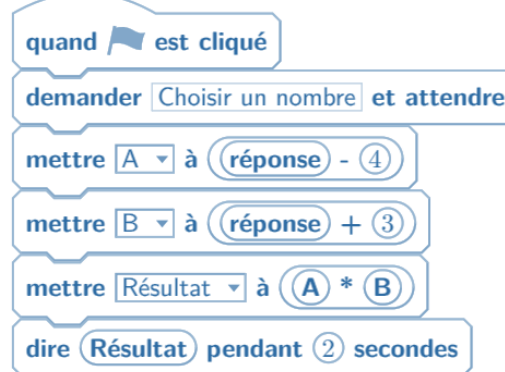 quand est cliqué
demander Choisir un nombre et attendre
mettre A à réponse - 4
mettre B à réponse + 3
mettre Résultat à A * B
dire Résultat pendant 2 secondes